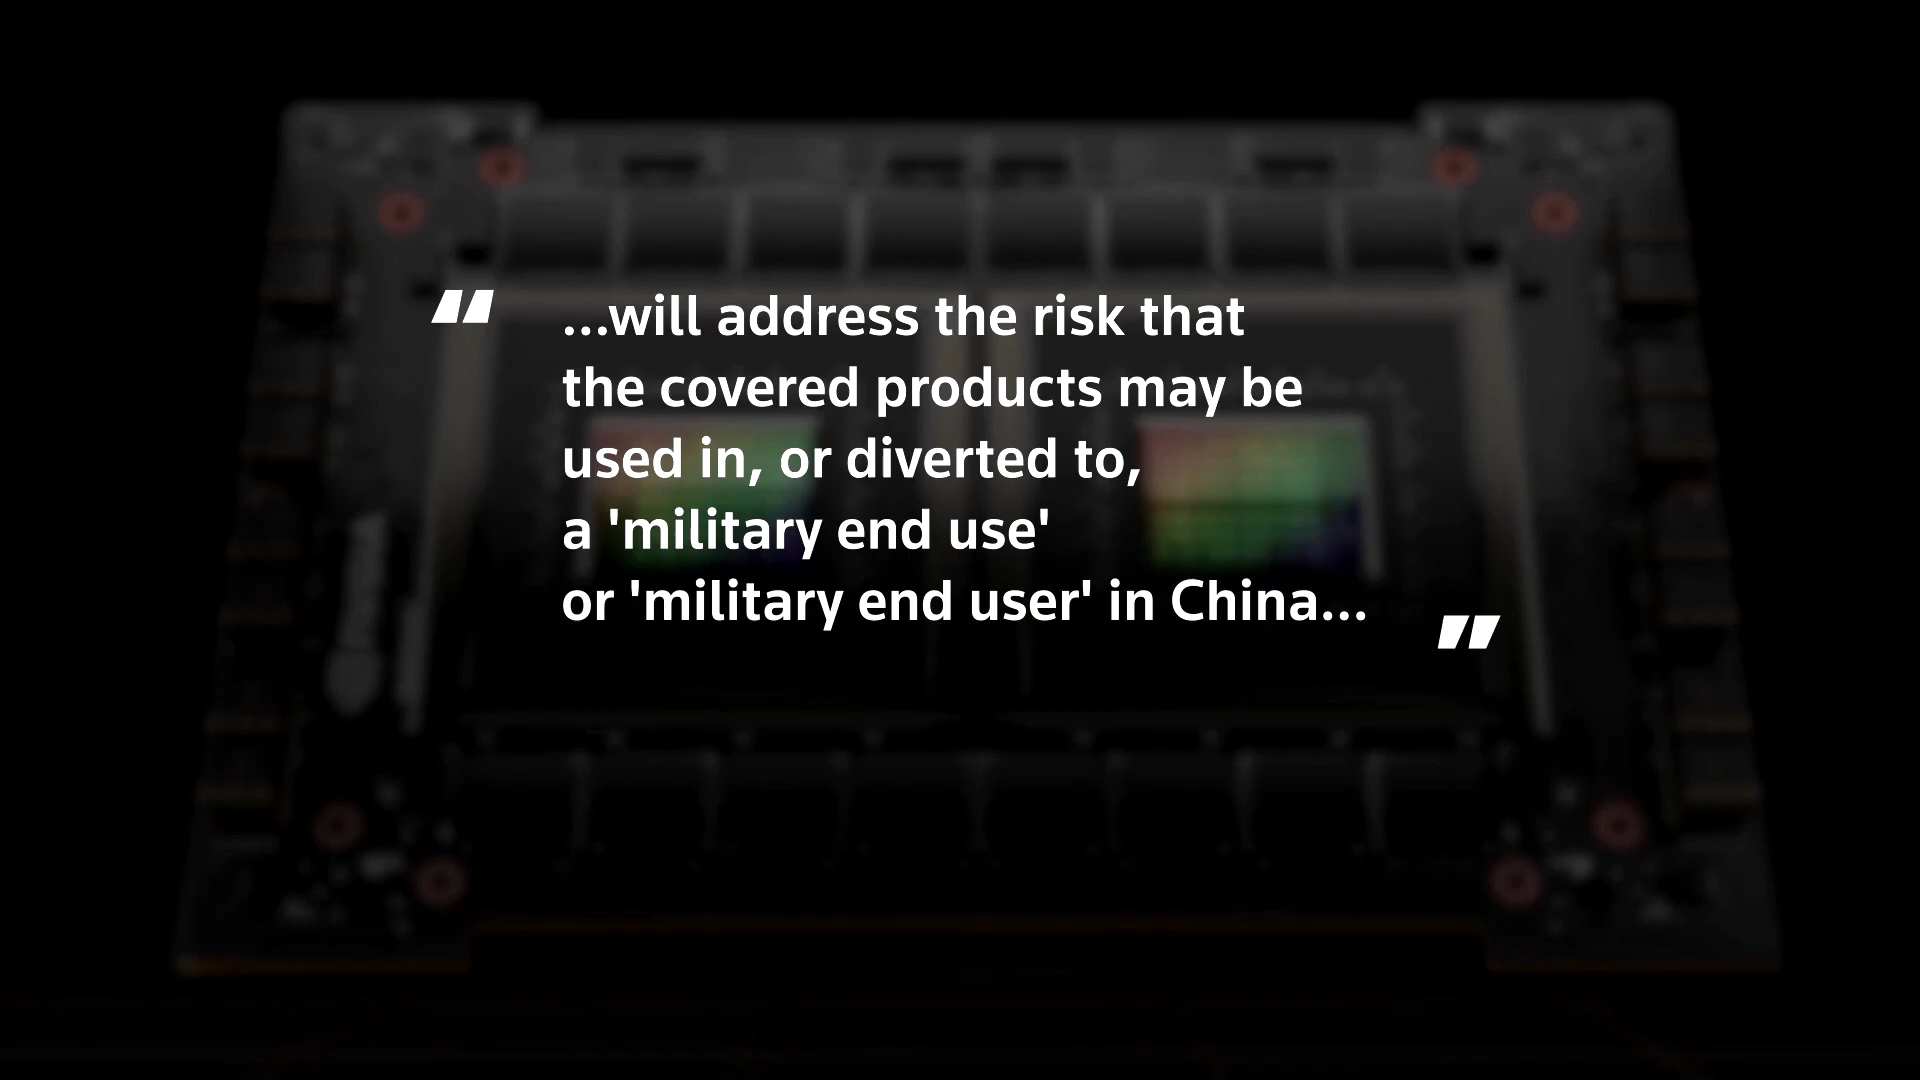 “ ...will address the risk that
the covered products may be
used in, or diverted to,
a 'military end use'
or 'military end user' in China... ”